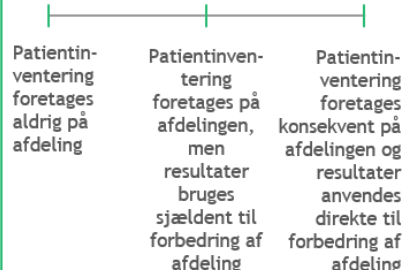 Patientin-
ventering
foretages
aldrig på
afdeling
Patientinven-
tering
foretages på
afdelingen,
men
resultater
bruges
sjældent til
forbedring af
afdeling
Patientin-
ventering
foretages
konsekvent på
afdelingen og
resultater
anvendes
direkte til
forbedring af
afdeling